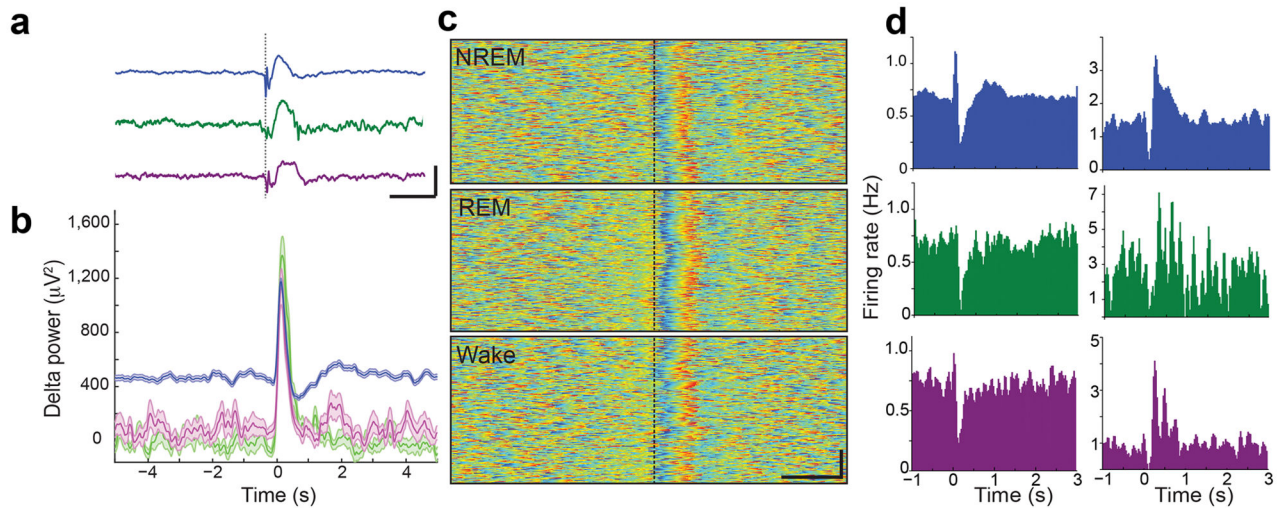 a
b
1,600
1,200
800
400
0
Delta power (µV²)
−4
−2
0
2
4
Time (s)
c
NREM
REM
Wake
d
1.0
0.5
0
3
2
1
0
1.0
0.5
0
7
5
3
1
1.0
0.5
0
5
3
1
Firing rate (Hz)
−1 0 1 2 3
Time (s)
−1 0 1 2 3
Time (s)